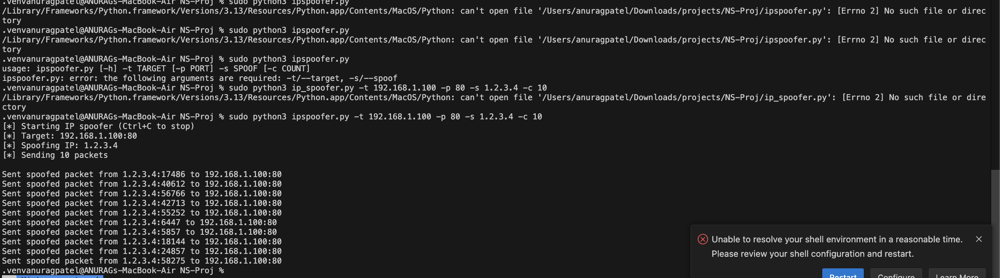 .venvanuragpatel@ANURAGs-MacBook-Air NS-Proj % sudo python3 ipspoofer.py
/Library/Frameworks/Python.framework/Versions/3.13/Resources/Python.app/Contents/MacOS/Python: can't open file '/Users/anuragpatel/Downloads/projects/NS-Proj/ipspoofer.py': [Errno 2] No such file or direc
tory
.venvanuragpatel@ANURAGs-MacBook-Air NS-Proj % sudo python3 ipspoofer.py
/Library/Frameworks/Python.framework/Versions/3.13/Resources/Python.app/Contents/MacOS/Python: can't open file '/Users/anuragpatel/Downloads/projects/NS-Proj/ipspoofer.py': [Errno 2] No such file or direc
tory
.venvanuragpatel@ANURAGs-MacBook-Air NS-Proj % sudo python3 ipspoofer.py
usage: ipspoofer.py [-h] -t TARGET [-p PORT] -s SPOOF [-c COUNT]
ipspoofer.py: error: the following arguments are required: -t/--target, -s/--spoof
.venvanuragpatel@ANURAGs-MacBook-Air NS-Proj % sudo python3 ip_spoofer.py -t 192.168.1.100 -p 80 -s 1.2.3.4 -c 10
/Library/Frameworks/Python.framework/Versions/3.13/Resources/Python.app/Contents/MacOS/Python: can't open file '/Users/anuragpatel/Downloads/projects/NS-Proj/ip_spoofer.py': [Errno 2] No such file or dire
ctory
.venvanuragpatel@ANURAGs-MacBook-Air NS-Proj % sudo python3 ipspoofer.py -t 192.168.1.100 -p 80 -s 1.2.3.4 -c 10
[*] Starting IP spoofer (Ctrl+C to stop)
[*] Target: 192.168.1.100:80
[*] Spoofing IP: 1.2.3.4
[*] Sending 10 packets
Sent spoofed packet from 1.2.3.4:17486 to 192.168.1.100:80
Sent spoofed packet from 1.2.3.4:40612 to 192.168.1.100:80
Sent spoofed packet from 1.2.3.4:56766 to 192.168.1.100:80
Sent spoofed packet from 1.2.3.4:42713 to 192.168.1.100:80
Sent spoofed packet from 1.2.3.4:55252 to 192.168.1.100:80
Sent spoofed packet from 1.2.3.4:6447 to 192.168.1.100:80
Sent spoofed packet from 1.2.3.4:5857 to 192.168.1.100:80
Sent spoofed packet from 1.2.3.4:18144 to 192.168.1.100:80
Sent spoofed packet from 1.2.3.4:24857 to 192.168.1.100:80
Sent spoofed packet from 1.2.3.4:58275 to 192.168.1.100:80
.venvanuragpatel@ANURAGs-MacBook-Air NS-Proj %
Unable to resolve your shell environment in a reasonable time.
Please review your shell configuration and restart.
Restart Configure Learn More